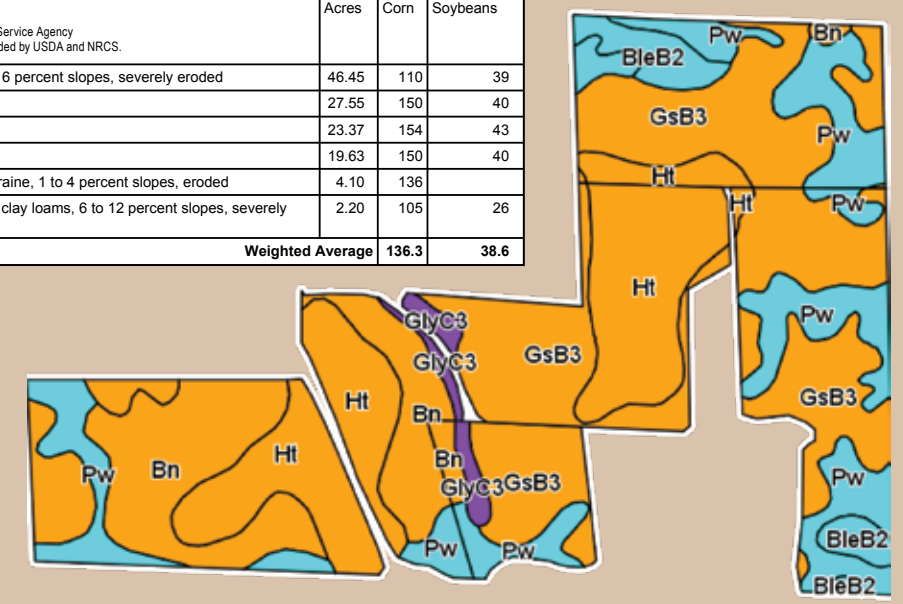 Acres Corn Soybeans
Service Agency
ded by USDA and NRCS.
6 percent slopes, severely eroded 46.45 110 39
27.55 150 40
23.37 154 43
19.63 150 40
raine, 1 to 4 percent slopes, eroded 4.10 136
clay loams, 6 to 12 percent slopes, severely 2.20 105 26
Weighted Average 136.3 38.6
Pw Bn
BleB2
GsB3
Pw
Ht
Ht Pw
Ht
Pw
GlyC3
GlyC3 GsB3
GsB3
Ht
Bn
Ht
Bn
Pw Bn
Pw
GlyC3 GsB3
BleB2
Pw Pw
BleB2